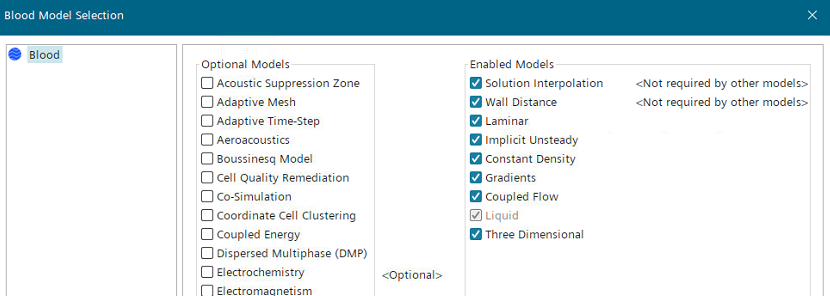 Blood Model Selection
Blood
Optional Models
Acoustic Suppression Zone
Adaptive Mesh
Adaptive Time-Step
Aeroacoustics
Boussinesq Model
Cell Quality Remediation
Co-Simulation
Coordinate Cell Clustering
Coupled Energy
Dispersed Multiphase (DMP)
Electrochemistry
Electromagnetism
<Optional>
Enabled Models
Solution Interpolation <Not required by other models>
Wall Distance <Not required by other models>
Laminar
Implicit Unsteady
Constant Density
Gradients
Coupled Flow
Liquid
Three Dimensional